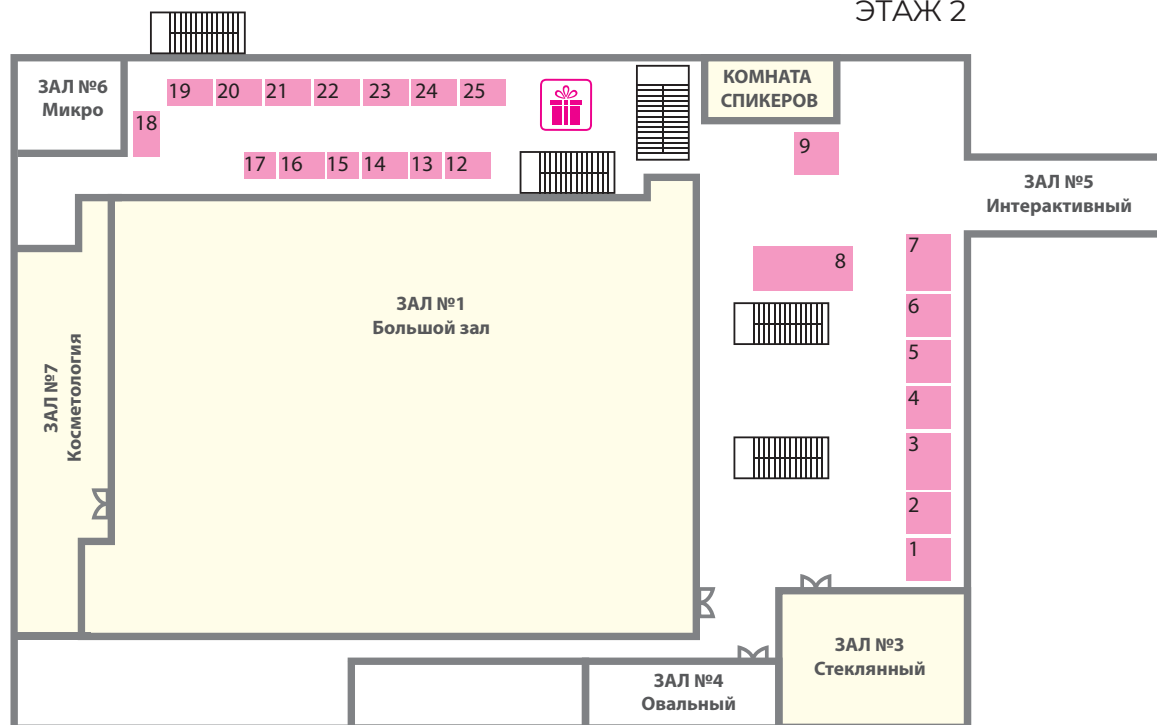 ЭТАЖ 2
ЗАЛ №6
Микро
КОМНАТА
СПИКЕРОВ
19
20
21
22
23
24
25
18
17
16
15
14
13
12
9
ЗАЛ №5
Интерактивный
7
8
6
5
4
3
2
1
ЗАЛ №1
Большой зал
ЗАЛ №7
Косметология
ЗАЛ №3
Стеклянный
ЗАЛ №4
Овальный